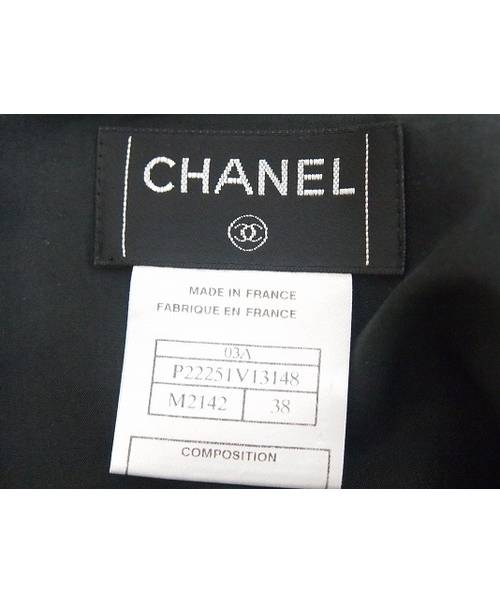 CHANEL
MADE IN FRANCE
FABRIQUE EN FRANCE
03A
P22251V13148
M2142 38
COMPOSITION